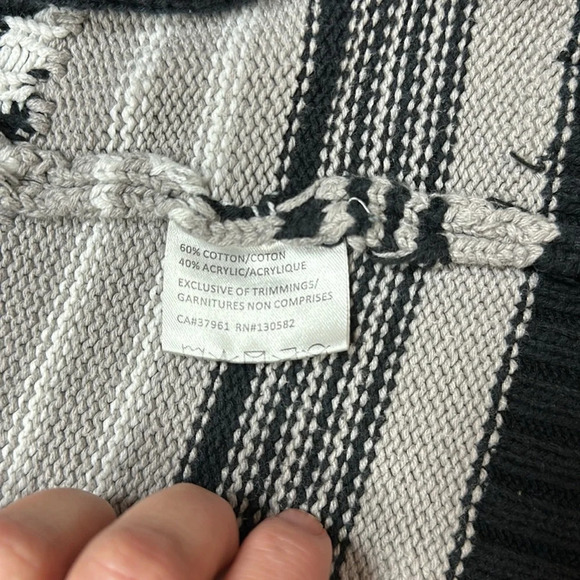 60% COTTON/COTON
40% ACRYLIC/ACRYLIQUE
EXCLUSIVE OF TRIMMINGS/
GARNITURES NON COMPRISES
CA#37961 RN#130582